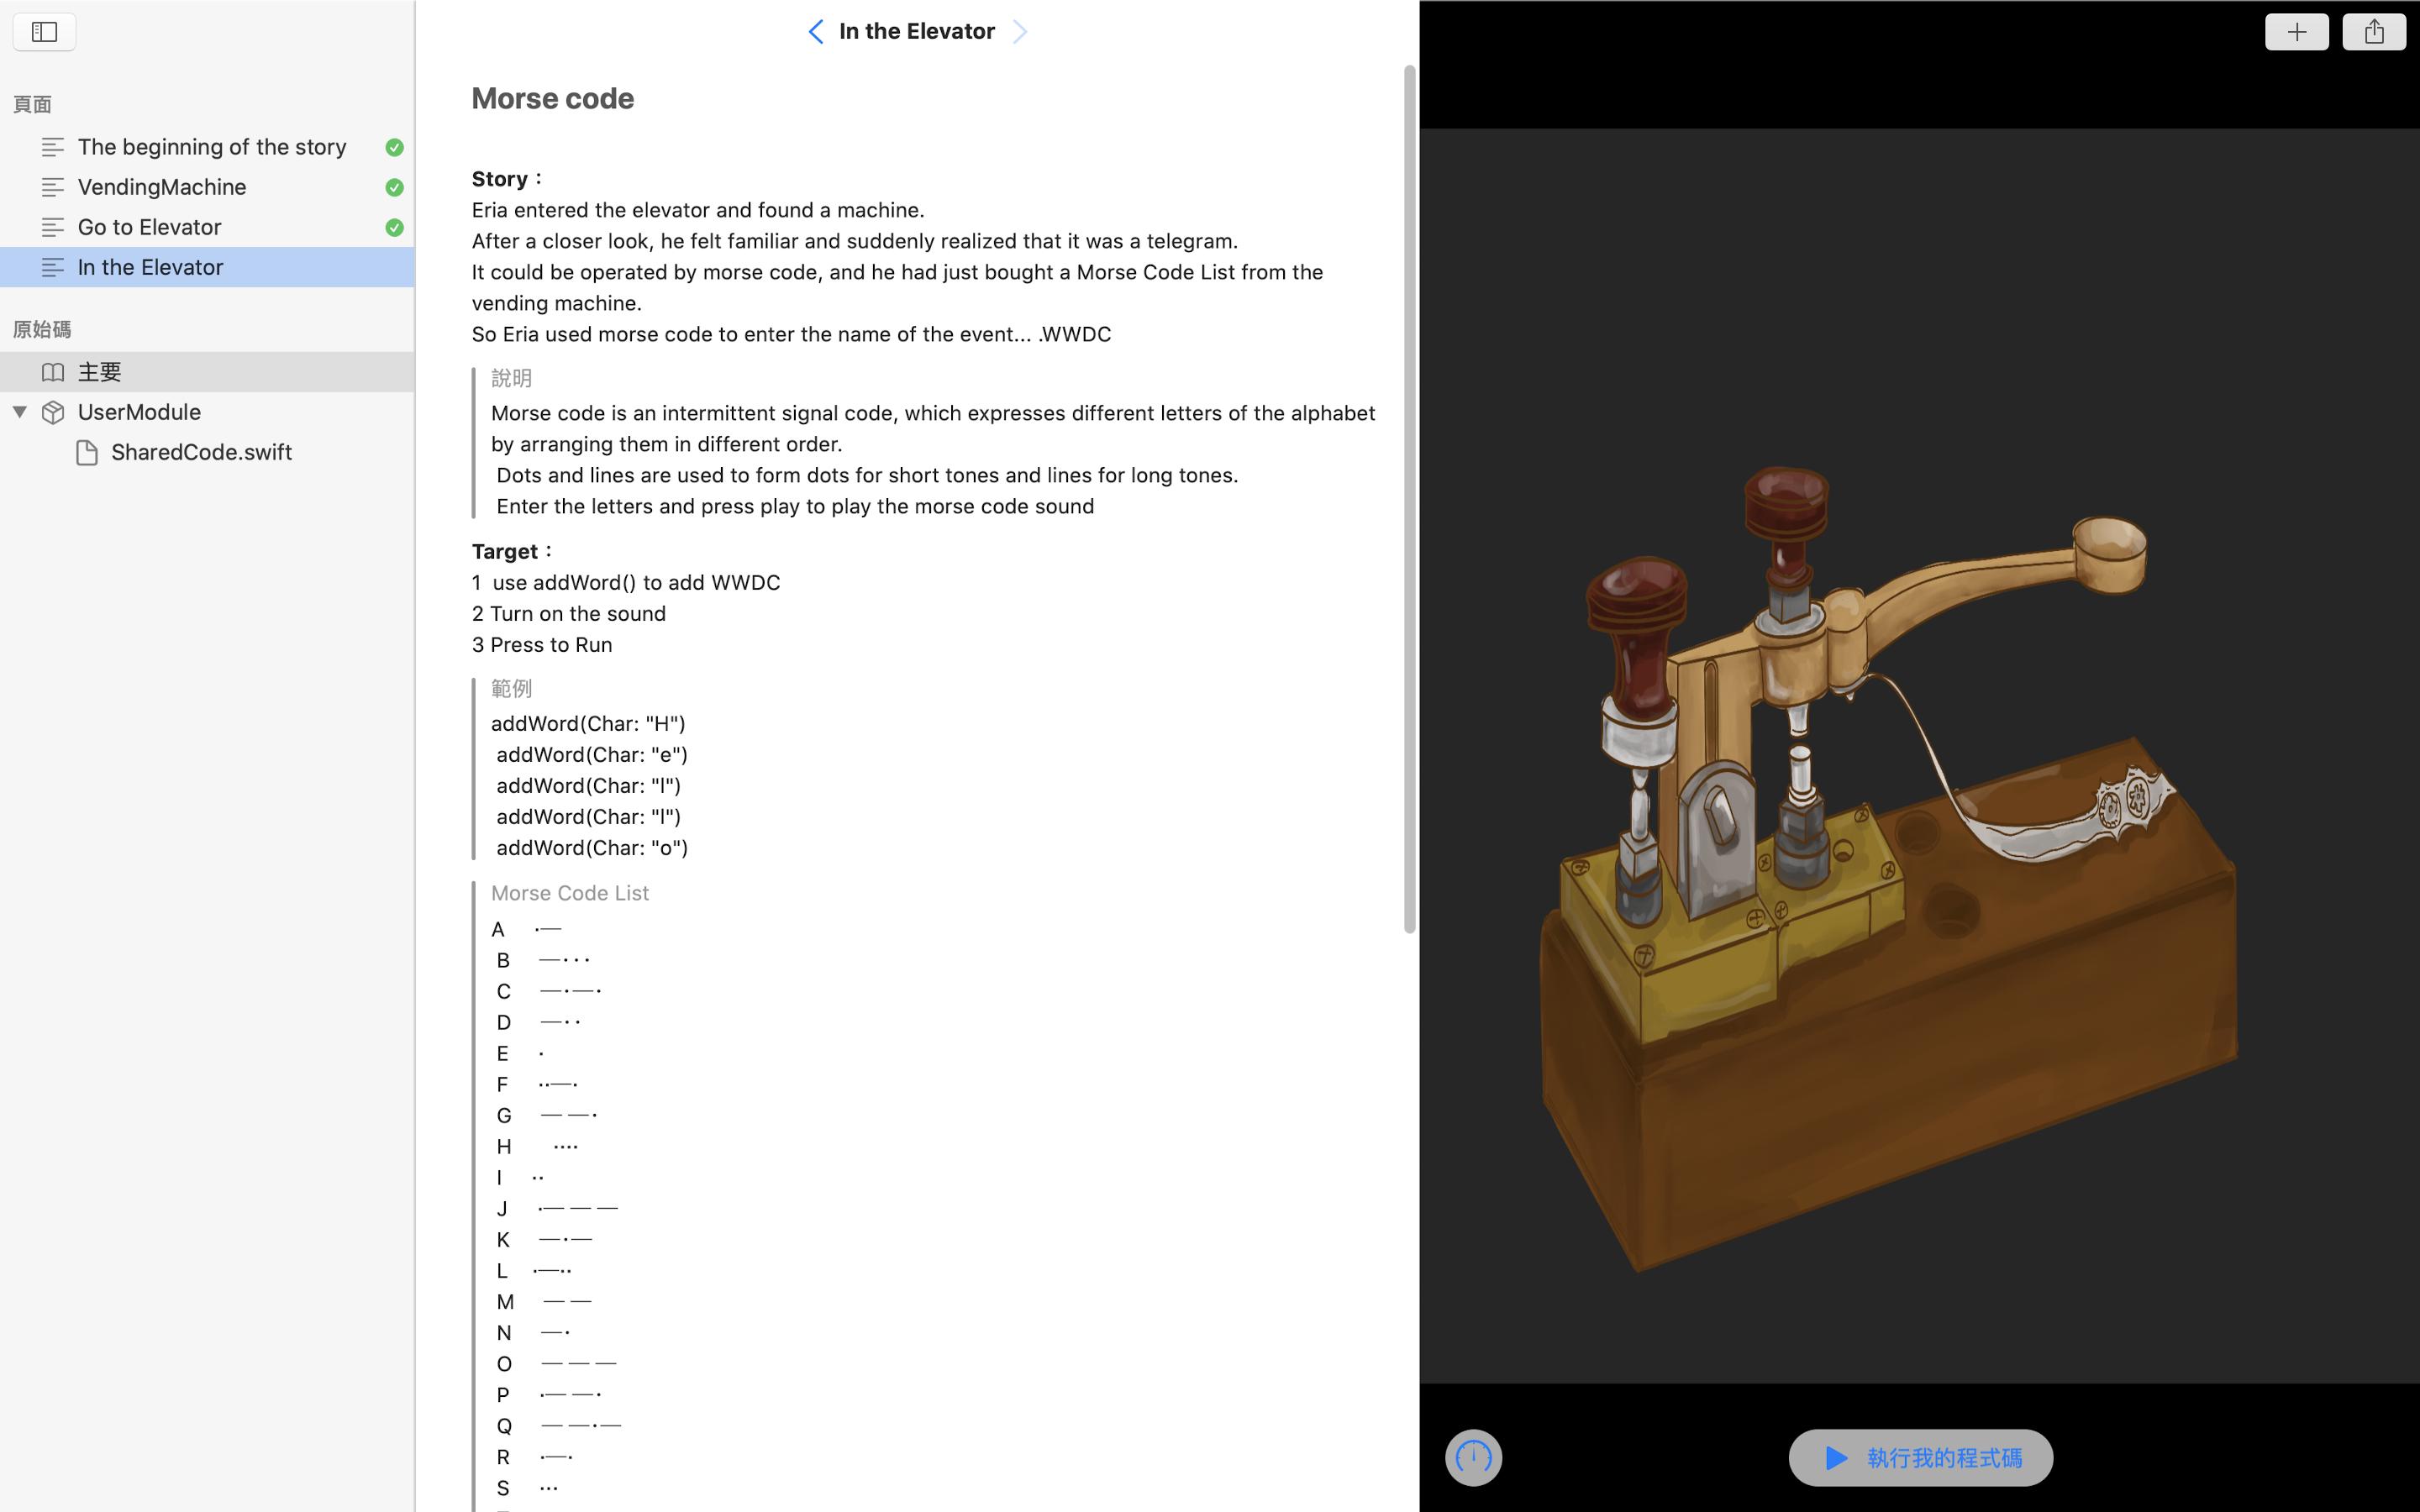 頁面
The beginning of the story
VendingMachine
Go to Elevator
In the Elevator
原始碼
主要
UserModule
SharedCode.swift
In the Elevator
Morse code
Story：
Eria entered the elevator and found a machine.
After a closer look, he felt familiar and suddenly realized that it was a telegram.
It could be operated by morse code, and he had just bought a Morse Code List from the
vending machine.
So Eria used morse code to enter the name of the event... .WWDC
說明
Morse code is an intermittent signal code, which expresses different letters of the alphabet
by arranging them in different order.
Dots and lines are used to form dots for short tones and lines for long tones.
Enter the letters and press play to play the morse code sound
Target：
1 use addWord() to add WWDC
2 Turn on the sound
3 Press to Run
範例
addWord(Char: "H")
addWord(Char: "e")
addWord(Char: "l")
addWord(Char: "l")
addWord(Char: "o")
Morse Code List
A ·—
B —···
C —·—·
D —··
E ·
F ··—·
G — —·
H ····
I ··
J ·— — —
K —·—
L ·—··
M — —
N —·
O — — —
P ·— —·
Q — —·—
R ·—·
S ···
執行我的程式碼